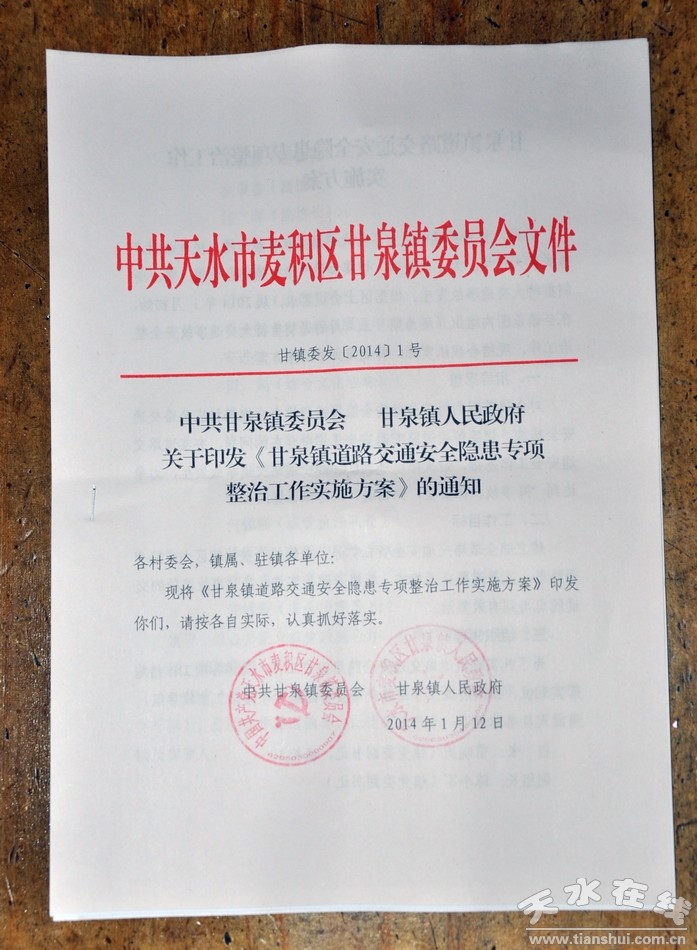 中共天水市麦积区甘泉镇委员会文件
甘镇委发〔2014〕1号
中共甘泉镇委员会 甘泉镇人民政府
关于印发《甘泉镇道路交通安全隐患专项
整治工作实施方案》的通知
各村委会，镇属、驻镇各单位:
现将《甘泉镇道路交通安全隐患专项整治工作实施方案》印发
你们，请按各自实际，认真抓好落实。
中共甘泉镇委员会 甘泉镇人民政府
2014年1月12日
天水在线
www.tianshui.com.cn